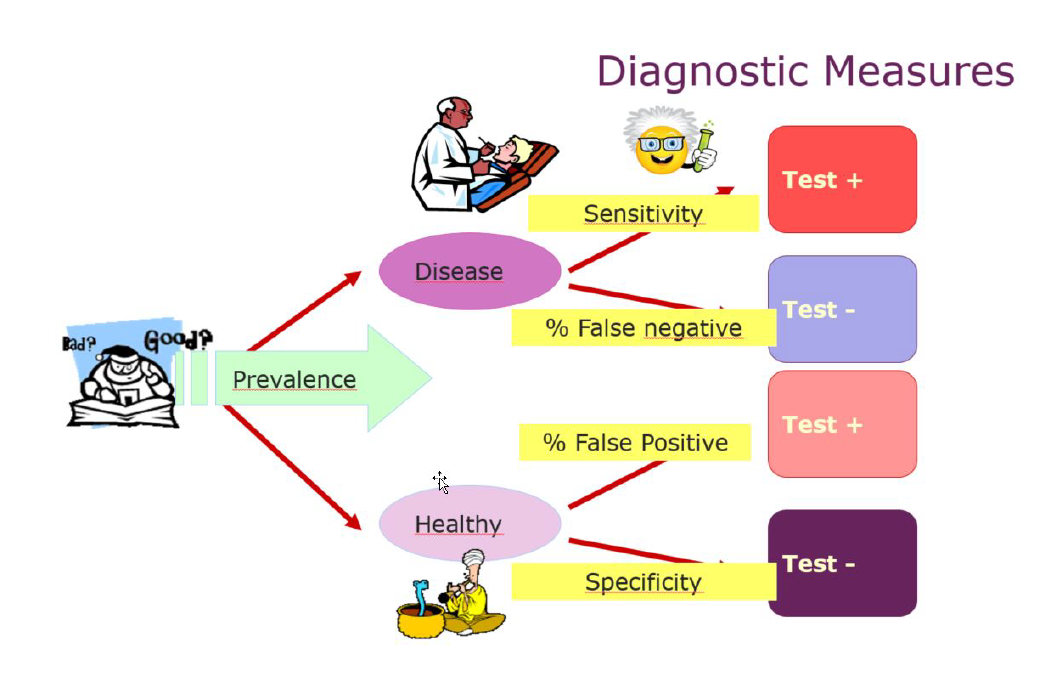 Diagnostic Measures
Test +
Sensitivity
Disease
Test -
% False negative
Bad?
Good?
Prevalence
Test +
% False Positive
Healthy
Test -
Specificity